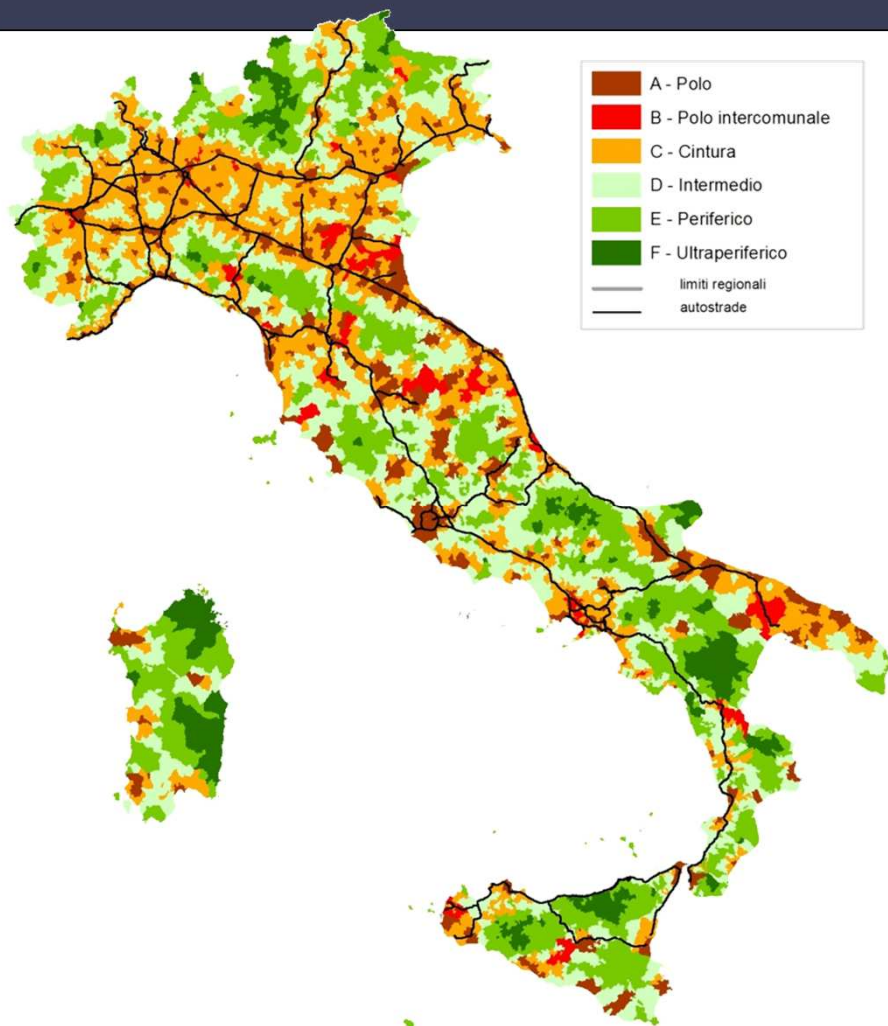 A - Polo
B - Polo intercomunale
C - Cintura
D - Intermedio
E - Periferico
F - Ultraperiferico
limiti regionali
autostrade